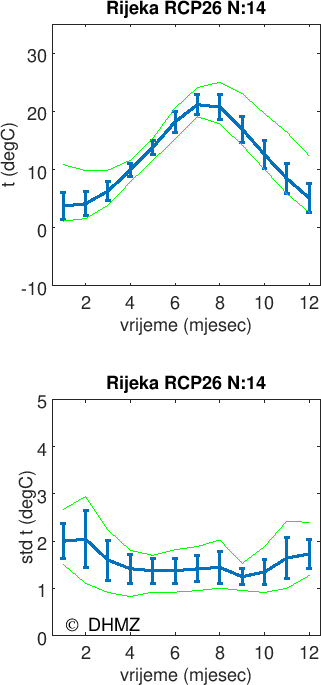 Rijeka RCP26 N:14
30
20
10
0
-10
t (degC)
2 4 6 8 10 12
vrijeme (mjesec)
Rijeka RCP26 N:14
5
4
3
2
1
0
std t (degC)
© DHMZ
2 4 6 8 10 12
vrijeme (mjesec)